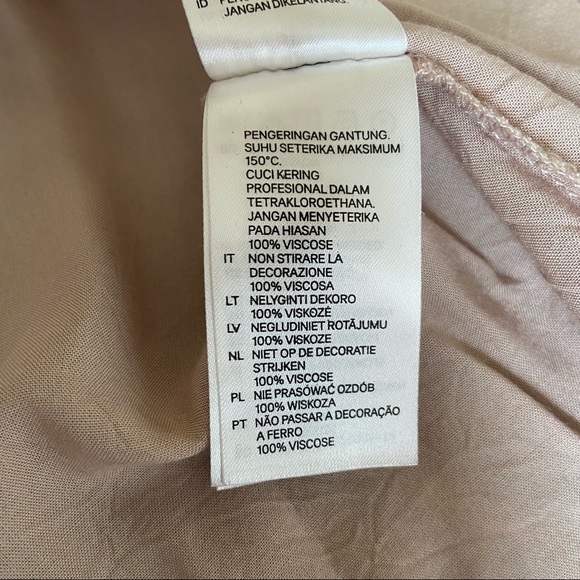 ID
JANGAN DIKELANTANG.
PENGERINGAN GANTUNG.
SUHU SETERIKA MAKSIMUM
150°C.
CUCI KERING
PROFESIONAL DALAM
TETRAKLOROETHANA.
JANGAN MENYETERIKA
PADA HIASAN
100% VISCOSE
IT NON STIRARE LA
DECORAZIONE
100% VISCOSA
LT NELYGINTI DEKORO
100% VISKOZĖ
LV NEGLUDINIET ROTĀJUMU
100% VISKOZE
NL NIET OP DE DECORATIE
STRIJKEN
100% VISCOSE
PL NIE PRASOWAĆ OZDÓB
100% WISKOZA
PT NÃO PASSAR A DECORAÇÃO
A FERRO
100% VISCOSE